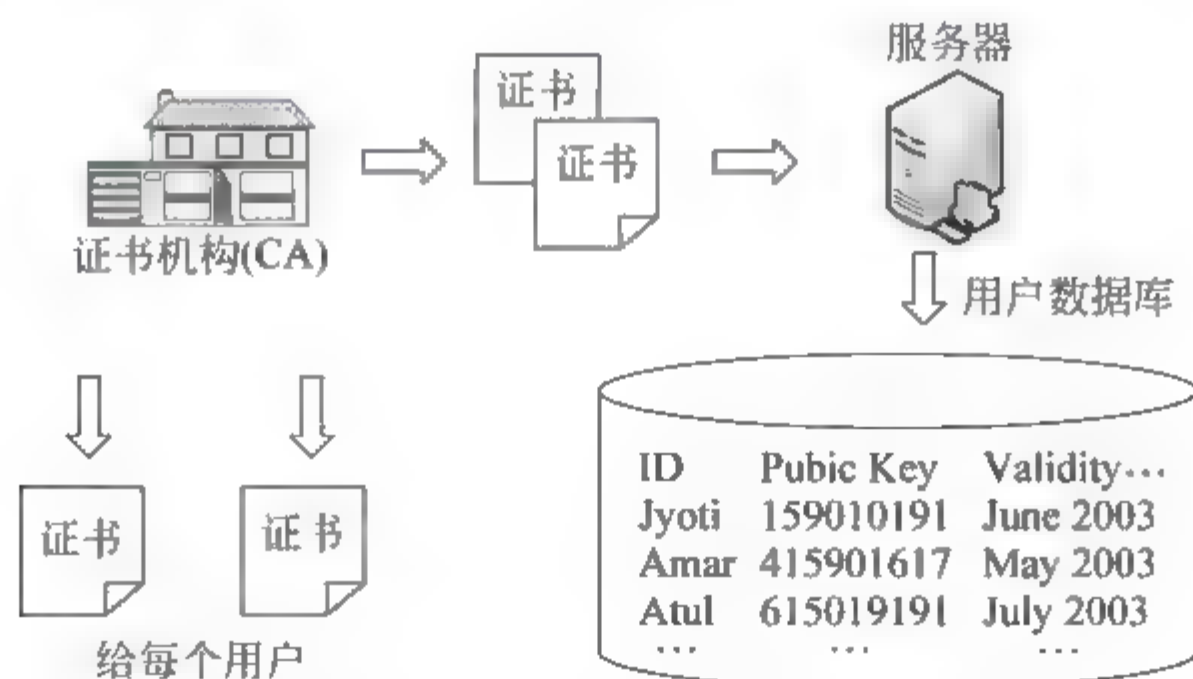 服务器
证书
证书
证书机构(CA)
用户数据库
证书
证书
给每个用户
ID Pubic Key Validity…
Jyoti 159010191 June 2003
Amar 415901617 May 2003
Atul 615019191 July 2003
… … …